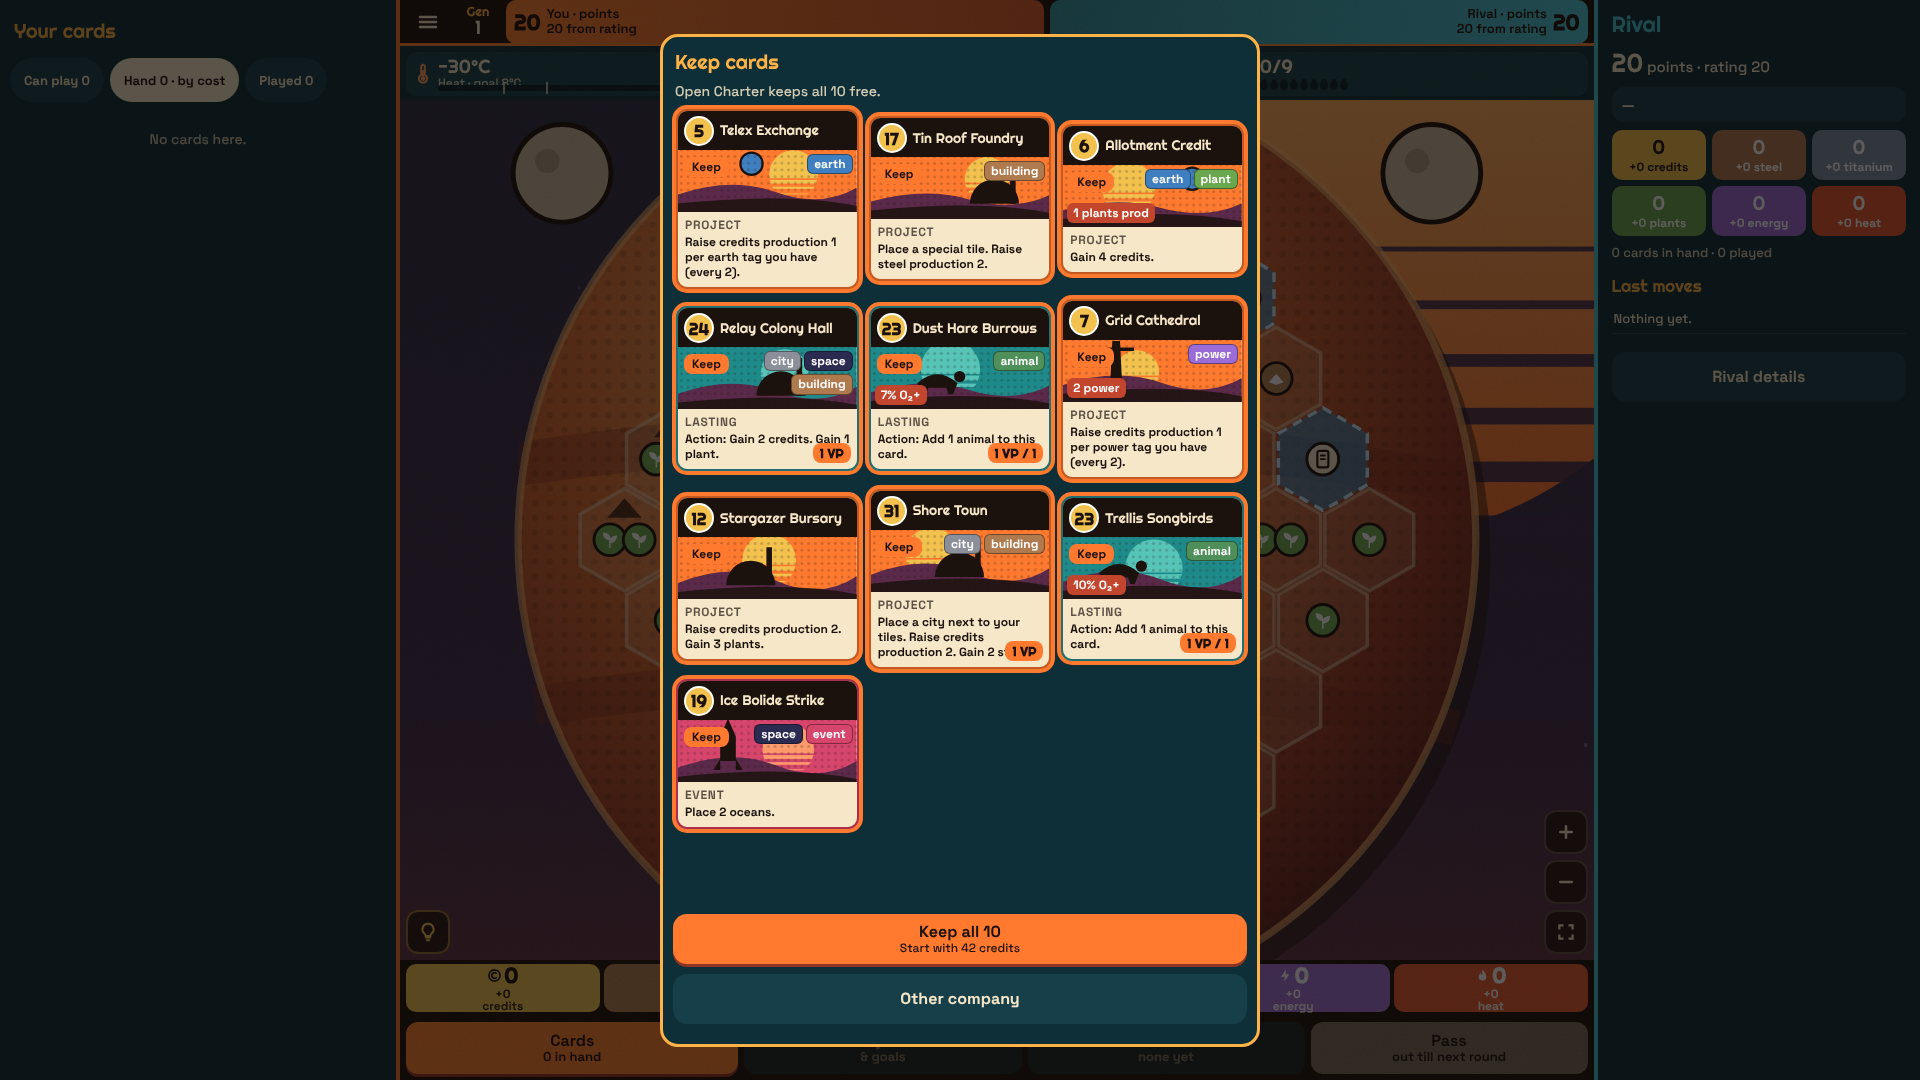 Your cards
Can play 0
Hand 0 · by cost
Played 0
No cards here.
Gen
1
20
You · points
20 from rating
Rival · points
20 from rating
20
-30°C
Heat · goal 8°C
0/9
Keep cards
Open Charter keeps all 10 free.
5
Telex Exchange
Keep
earth
PROJECT
Raise credits production 1
per earth tag you have
(every 2).
17
Tin Roof Foundry
Keep
building
PROJECT
Place a special tile. Raise
steel production 2.
6
Allotment Credit
Keep
earth
plant
1 plants prod
PROJECT
Gain 4 credits.
24
Relay Colony Hall
Keep
city
space
building
LASTING
Action: Gain 2 credits. Gain 1
plant.
1 VP
23
Dust Hare Burrows
Keep
animal
7% O₂+
LASTING
Action: Add 1 animal to this
card.
1 VP / 1
7
Grid Cathedral
Keep
power
2 power
PROJECT
Raise credits production 1
per power tag you have
(every 2).
12
Stargazer Bursary
Keep
PROJECT
Raise credits production 2.
Gain 3 plants.
31
Shore Town
Keep
city
building
PROJECT
Place a city next to your
tiles. Raise credits
production 2. Gain 2
1 VP
23
Trellis Songbirds
Keep
animal
10% O₂+
LASTING
Action: Add 1 animal to this
card.
1 VP / 1
19
Ice Bolide Strike
Keep
space
event
EVENT
Place 2 oceans.
Keep all 10
Start with 42 credits
Other company
0
+0
credits
0
+0
energy
0
+0
heat
Cards
0 in hand
& goals
none yet
Pass
out till next round
Rival
20 points · rating 20
—
0
+0 credits
0
+0 steel
0
+0 titanium
0
+0 plants
0
+0 energy
0
+0 heat
0 cards in hand · 0 played
Last moves
Nothing yet.
Rival details